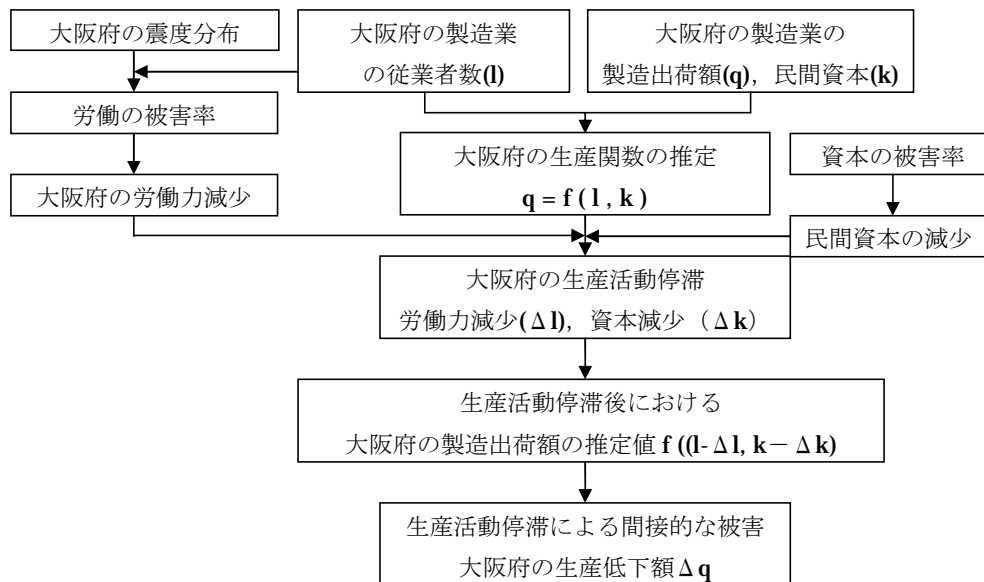 大阪府の震度分布
大阪府の製造業
の従業者数(l)
大阪府の製造業の
製造出荷額(q)，民間資本(k)
労働の被害率
大阪府の生産関数の推定
q = f ( l , k )
資本の被害率
大阪府の労働力減少
民間資本の減少
大阪府の生産活動停滞
労働力減少(Δl)，資本減少（Δk）
生産活動停滞後における
大阪府の製造出荷額の推定値 f ((l-Δl, k－Δk)
生産活動停滞による間接的な被害
大阪府の生産低下額Δq